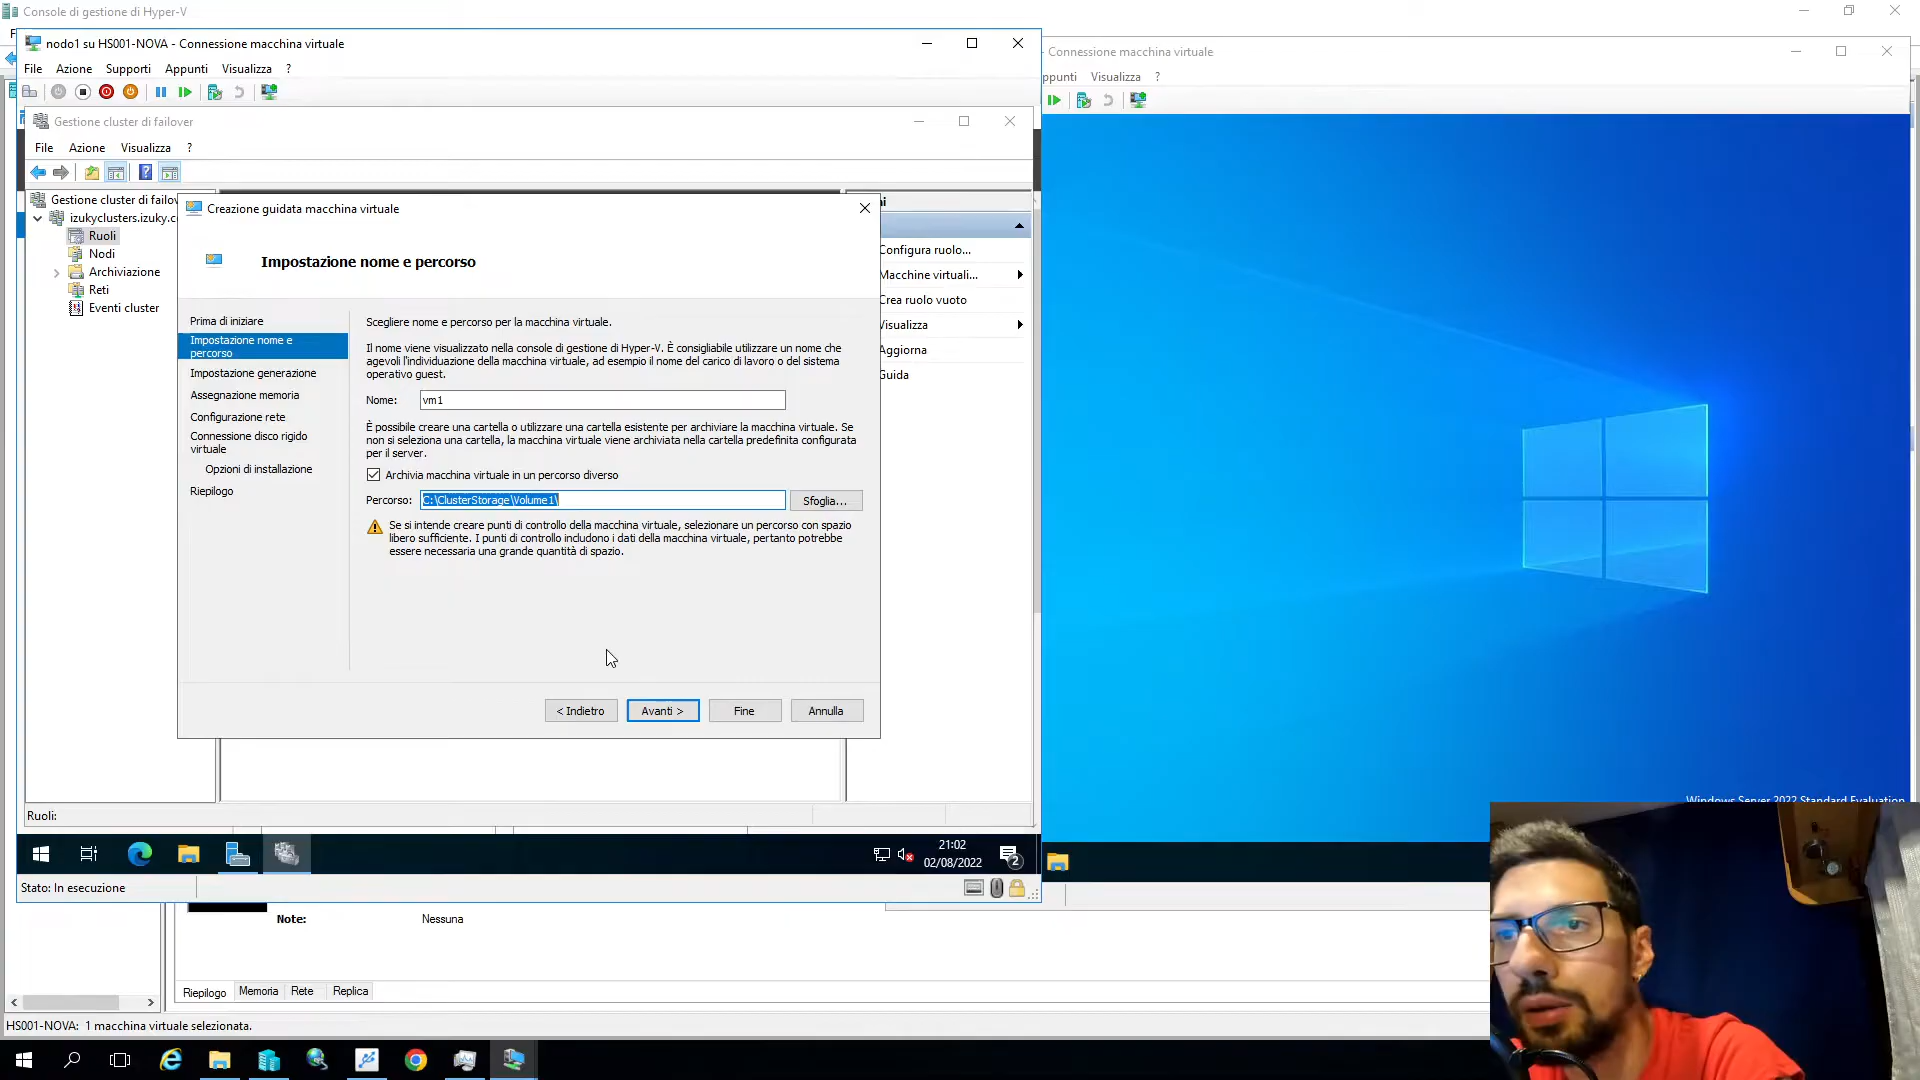 Console di gestione di Hyper-V
nodo1 su HS001-NOVA - Connessione macchina virtuale
File Azione Supporti Appunti Visualizza ?
Gestione cluster di failover
File Azione Visualizza ?
Gestione cluster di failov
izukyclusters.izuky.c
Ruoli
Nodi
Archiviazione
Reti
Eventi cluster
Creazione guidata macchina virtuale
Impostazione nome e percorso
Prima di iniziare
Impostazione nome e
percorso
Impostazione generazione
Assegnazione memoria
Configurazione rete
Connessione disco rigido
virtuale
Opzioni di installazione
Riepilogo
Scegliere nome e percorso per la macchina virtuale.
Il nome viene visualizzato nella console di gestione di Hyper-V. È consigliabile utilizzare un nome che
agevoli l'individuazione della macchina virtuale, ad esempio il nome del carico di lavoro o del sistema
operativo guest.
Nome: vm1
È possibile creare una cartella o utilizzare una cartella esistente per archiviare la macchina virtuale. Se
non si seleziona una cartella, la macchina virtuale viene archiviata nella cartella predefinita configurata
per il server.
Archivia macchina virtuale in un percorso diverso
Percorso: C:\ClusterStorage\Volume1\ Sfoglia...
Se si intende creare punti di controllo della macchina virtuale, selezionare un percorso con spazio
libero sufficiente. I punti di controllo includono i dati della macchina virtuale, pertanto potrebbe
essere necessaria una grande quantità di spazio.
< Indietro Avanti > Fine Annulla
ni
Configura ruolo...
Macchine virtuali...
Crea ruolo vuoto
Visualizza
Aggiorna
Guida
Ruoli:
21:02
02/08/2022
2
Stato: In esecuzione
- Connessione macchina virtuale
ppunti Visualizza ?
Windows Server 2022 Standard Evaluation
Note: Nessuna
Riepilogo Memoria Rete Replica
HS001-NOVA: 1 macchina virtuale selezionata.